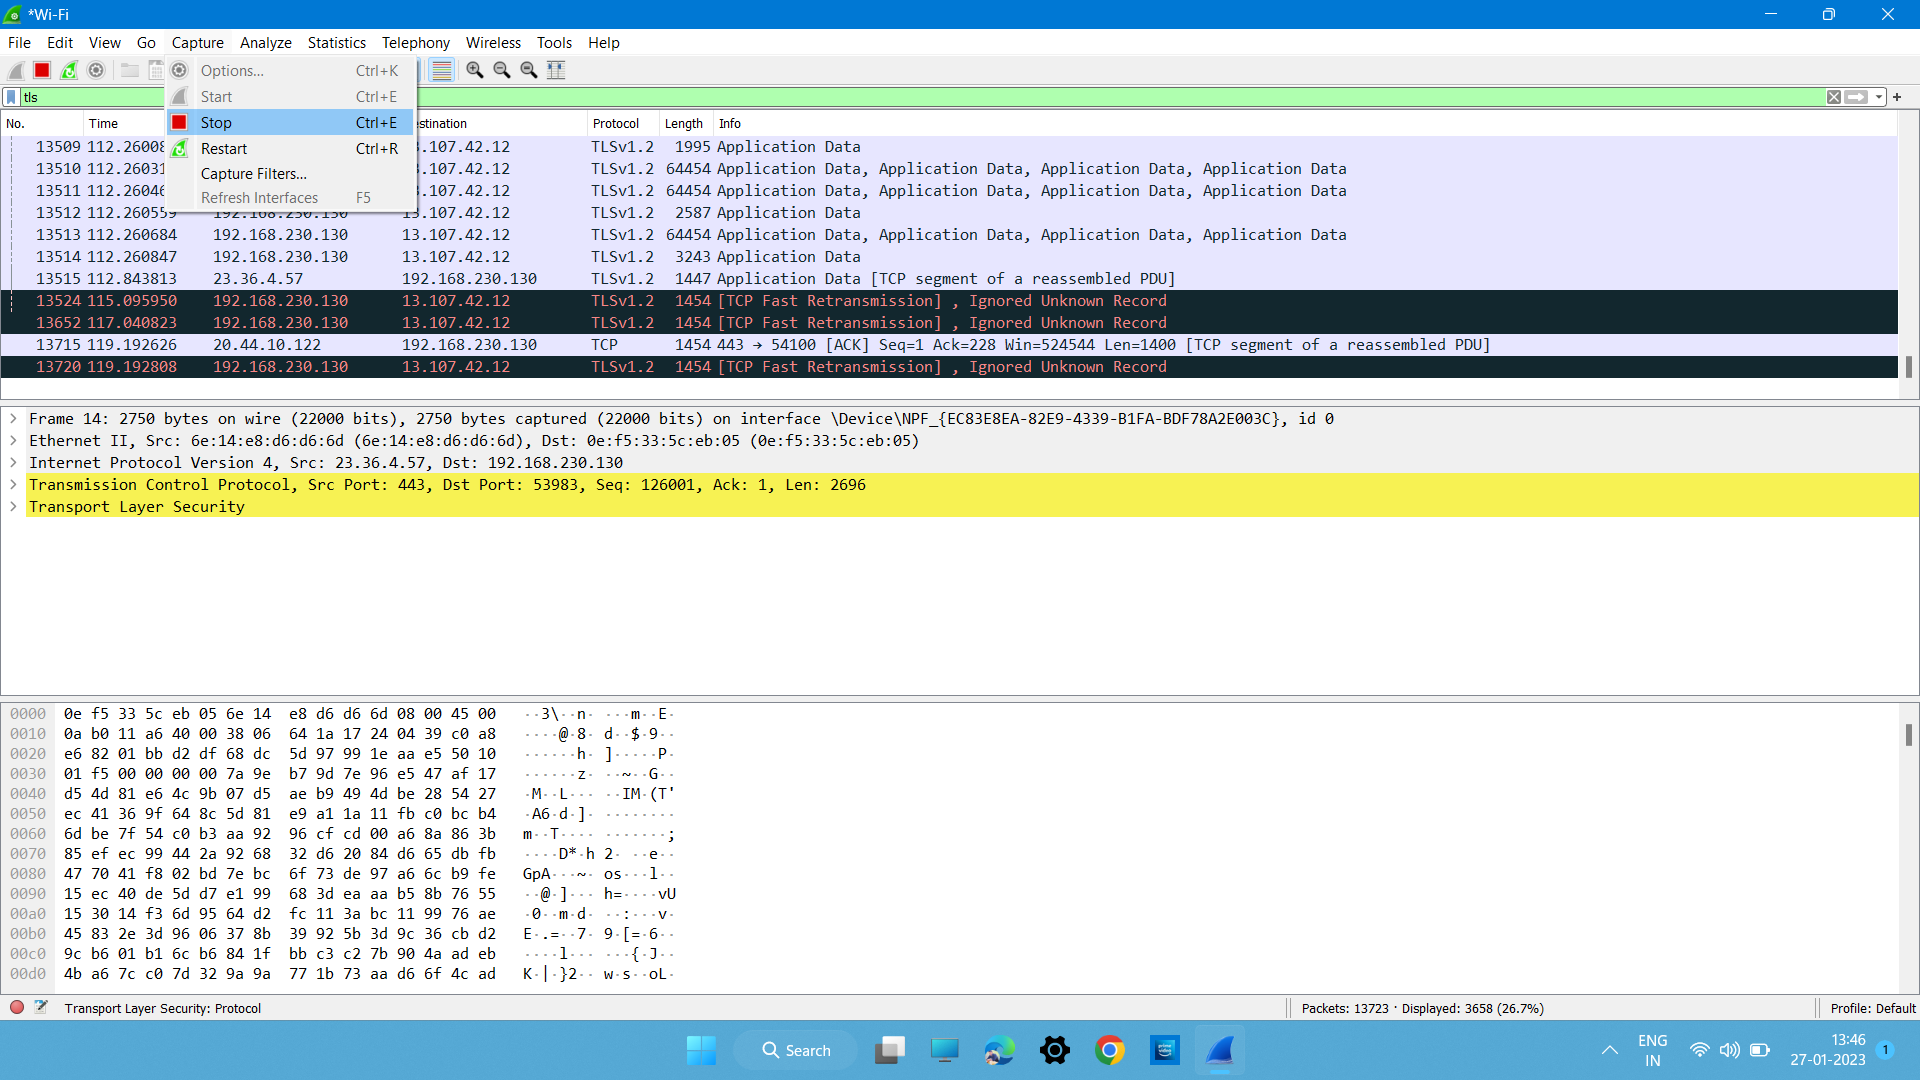 *Wi-Fi
File Edit View Go Capture Analyze Statistics Telephony Wireless Tools Help
Options... Ctrl+K
Start Ctrl+E
Stop Ctrl+E
Restart Ctrl+R
Capture Filters...
Refresh Interfaces F5
tls
No. Time estination Protocol Length Info
13509 112.26008 .107.42.12 TLSv1.2 1995 Application Data
13510 112.26031 .107.42.12 TLSv1.2 64454 Application Data, Application Data, Application Data, Application Data
13511 112.26046 .107.42.12 TLSv1.2 64454 Application Data, Application Data, Application Data, Application Data
13512 112.260559 192.168.230.130 13.107.42.12 TLSv1.2 2587 Application Data
13513 112.260684 192.168.230.130 13.107.42.12 TLSv1.2 64454 Application Data, Application Data, Application Data, Application Data
13514 112.260847 192.168.230.130 13.107.42.12 TLSv1.2 3243 Application Data
13515 112.843813 23.36.4.57 192.168.230.130 TLSv1.2 1447 Application Data [TCP segment of a reassembled PDU]
13524 115.095950 192.168.230.130 13.107.42.12 TLSv1.2 1454 [TCP Fast Retransmission] , Ignored Unknown Record
13652 117.040823 192.168.230.130 13.107.42.12 TLSv1.2 1454 [TCP Fast Retransmission] , Ignored Unknown Record
13715 119.192626 20.44.10.122 192.168.230.130 TCP 1454 443 → 54100 [ACK] Seq=1 Ack=228 Win=524544 Len=1400 [TCP segment of a reassembled PDU]
13720 119.192808 192.168.230.130 13.107.42.12 TLSv1.2 1454 [TCP Fast Retransmission] , Ignored Unknown Record
Frame 14: 2750 bytes on wire (22000 bits), 2750 bytes captured (22000 bits) on interface \Device\NPF_{EC83E8EA-82E9-4339-B1FA-BDF78A2E003C}, id 0
Ethernet II, Src: 6e:14:e8:d6:d6:6d (6e:14:e8:d6:d6:6d), Dst: 0e:f5:33:5c:eb:05 (0e:f5:33:5c:eb:05)
Internet Protocol Version 4, Src: 23.36.4.57, Dst: 192.168.230.130
Transmission Control Protocol, Src Port: 443, Dst Port: 53983, Seq: 126001, Ack: 1, Len: 2696
Transport Layer Security
0000 0e f5 33 5c eb 05 6e 14 e8 d6 d6 6d 08 00 45 00 ··3\··n· ···m··E·
0010 0a b0 11 a6 40 00 38 06 64 1a 17 24 04 39 c0 a8 ····@·8· d··$·9··
0020 e6 82 01 bb d2 df 68 dc 5d 97 99 1e aa e5 50 10 ······h· ]·····P·
0030 01 f5 00 00 00 00 7a 9e b7 9d 7e 96 e5 47 af 17 ······z· ··~··G··
0040 d5 4d 81 e6 4c 9b 07 d5 ae b9 49 4d be 28 54 27 ·M··L··· ··IM·(T'
0050 ec 41 36 9f 64 8c 5d 81 e9 a1 1a 11 fb c0 bc b4 ·A6·d·]· ········
0060 6d be 7f 54 c0 b3 aa 92 96 cf cd 00 a6 8a 86 3b m··T···· ·······;
0070 85 ef ec 99 44 2a 92 68 32 d6 20 84 d6 65 db fb ····D*·h 2· ··e··
0080 47 70 41 f8 02 bd 7e bc 6f 73 de 97 a6 6c b9 fe GpA···~· os···l··
0090 15 ec 40 de 5d d7 e1 99 68 3d ea aa b5 8b 76 55 ··@·]··· h=····vU
00a0 15 30 14 f3 6d 95 64 d2 fc 11 3a bc 11 99 76 ae ·0··m·d· ··:···v·
00b0 45 83 2e 3d 96 06 37 8b 39 92 5b 3d 9c 36 cb d2 E·.=··7· 9·[=·6··
00c0 9c b6 01 b1 6c b6 84 1f bb c3 c2 7b 90 4a ad eb ····l··· ···{·J··
00d0 4b a6 7c c0 7d 32 9a 9a 77 1b 73 aa d6 6f 4c ad K·|·}2·· w·s··oL·
Transport Layer Security: Protocol Packets: 13723 · Displayed: 3658 (26.7%) Profile: Default
Search
prime video
ENG
IN
13:46
27-01-2023
1